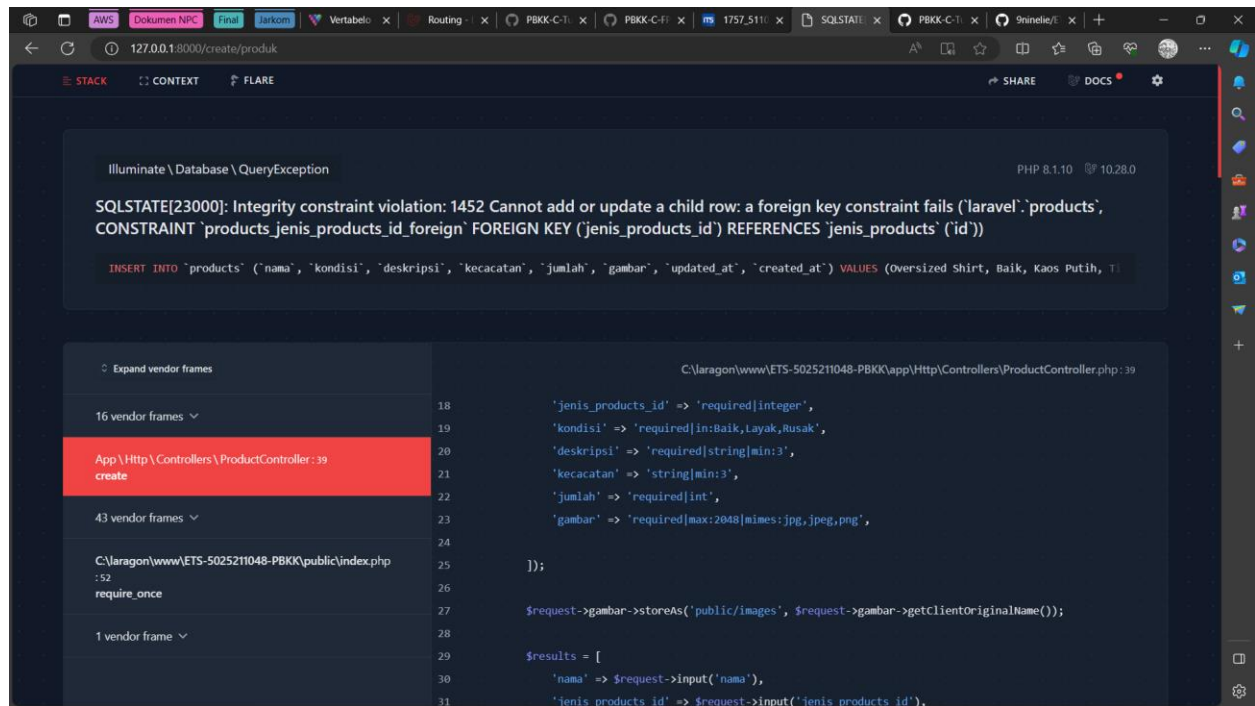 AWS Dokumen NPC Final Jarkom Vertabelo Routing - ( PBKK-C-Tu PBKK-C-FF 1757_5110 SQLSTATE PBKK-C-Tu 9ninelie/E
127.0.0.1:8000/create/produk
STACK CONTEXT FLARE SHARE DOCS
Illuminate \ Database \ QueryException PHP 8.1.10 10.28.0
SQLSTATE[23000]: Integrity constraint violation: 1452 Cannot add or update a child row: a foreign key constraint fails (`laravel`.`products`,
CONSTRAINT `products_jenis_products_id_foreign` FOREIGN KEY (`jenis_products_id`) REFERENCES `jenis_products` (`id`))
INSERT INTO `products` (`nama`, `kondisi`, `deskripsi`, `kecacatan`, `jumlah`, `gambar`, `updated_at`, `created_at`) VALUES (Oversized Shirt, Baik, Kaos Putih,
Expand vendor frames
16 vendor frames
App \ Http \ Controllers \ ProductController : 39
create
43 vendor frames
C:\laragon\www\ETS-5025211048-PBKK\public\index.php
: 52
require_once
1 vendor frame
C:\laragon\www\ETS-5025211048-PBKK\app\Http\Controllers\ProductController.php : 39
18 'jenis_products_id' => 'required|integer',
19 'kondisi' => 'required|in:Baik,Layak,Rusak',
20 'deskripsi' => 'required|string|min:3',
21 'kecacatan' => 'string|min:3',
22 'jumlah' => 'required|int',
23 'gambar' => 'required|max:2048|mimes:jpg,jpeg,png',
24
25 ]);
26
27 $request->gambar->storeAs('public/images', $request->gambar->getClientOriginalName());
28
29 $results = [
30 'nama' => $request->input('nama'),
31 'jenis_products_id' => $request->input('jenis_products_id'),